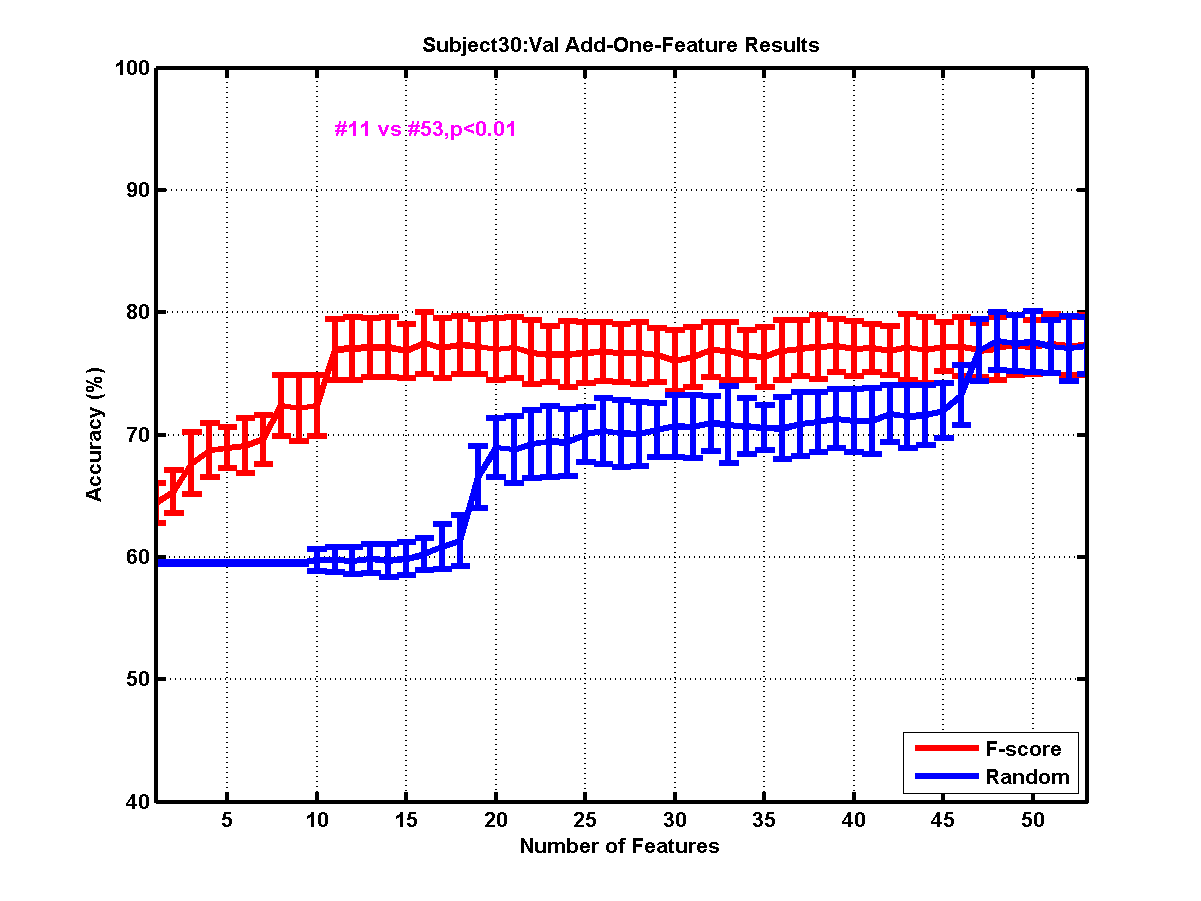 Subject30:Val Add-One-Feature Results
100
#11 vs #53,p<0.01
90
80
70
60
50
40
Accuracy (%)
F-score
Random
5 10 15 20 25 30 35 40 45 50
Number of Features